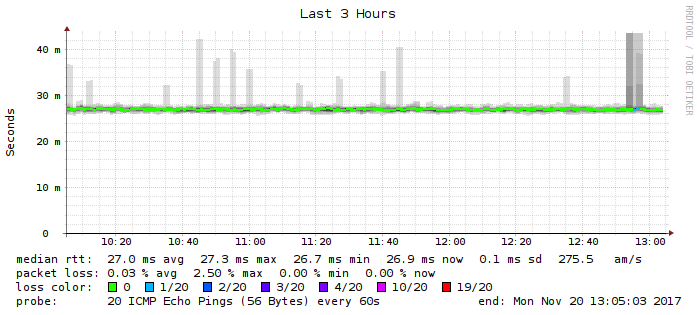 Last 3 Hours
RRDTOOL / TOBI OETIKER
Seconds
40 m
30 m
20 m
10 m
0
10:20 10:40 11:00 11:20 11:40 12:00 12:20 12:40 13:00
median rtt: 27.0 ms avg 27.3 ms max 26.7 ms min 26.9 ms now 0.1 ms sd 275.5 am/s
packet loss: 0.03 % avg 2.50 % max 0.00 % min 0.00 % now
loss color: 0 1/20 2/20 3/20 4/20 10/20 19/20
probe: 20 ICMP Echo Pings (56 Bytes) every 60s end: Mon Nov 20 13:05:03 2017